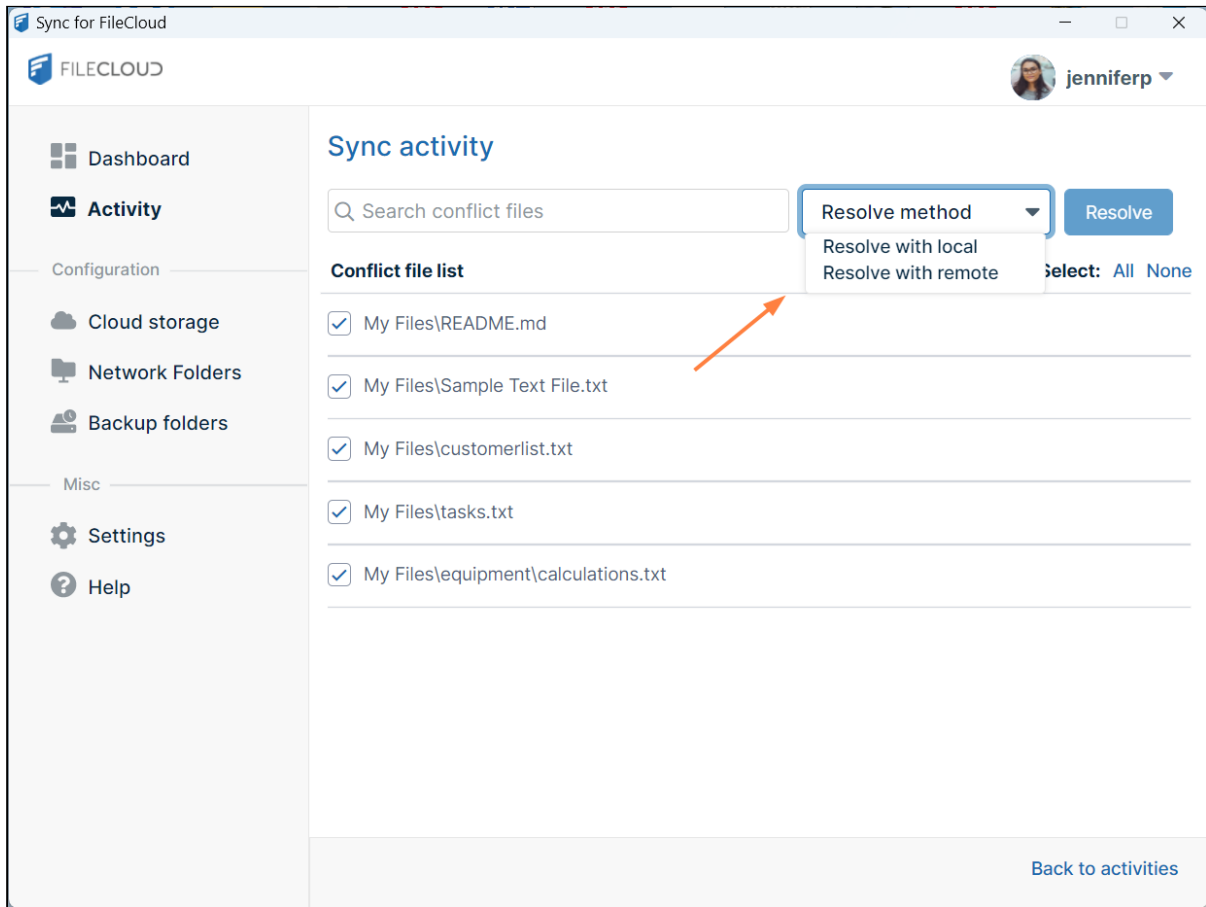 Sync for FileCloud
FILECLOUD
jenniferp
Dashboard
Activity
Configuration
Cloud storage
Network Folders
Backup folders
Misc
Settings
Help
Sync activity
Search conflict files
Resolve method
Resolve
Resolve with local
Resolve with remote
Conflict file list
Select: All None
My Files\README.md
My Files\Sample Text File.txt
My Files\customerlist.txt
My Files\tasks.txt
My Files\equipment\calculations.txt
Back to activities